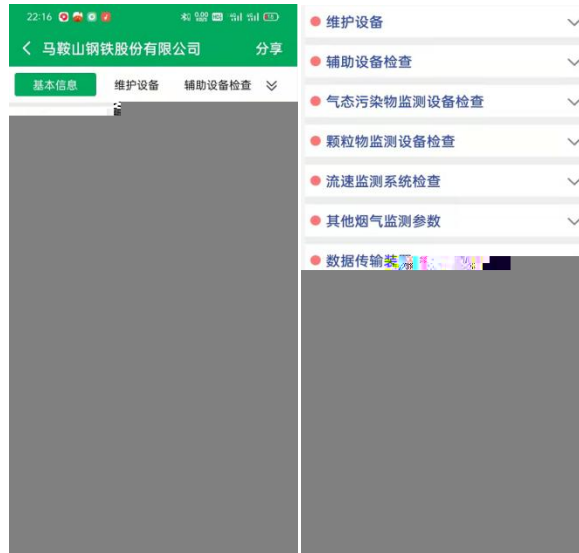 22:16
马鞍山钢铁股份有限公司
分享
基本信息 维护设备 辅助设备检查
维护设备
辅助设备检查
气态污染物监测设备检查
颗粒物监测设备检查
流速监测系统检查
其他烟气监测参数
数据传输装